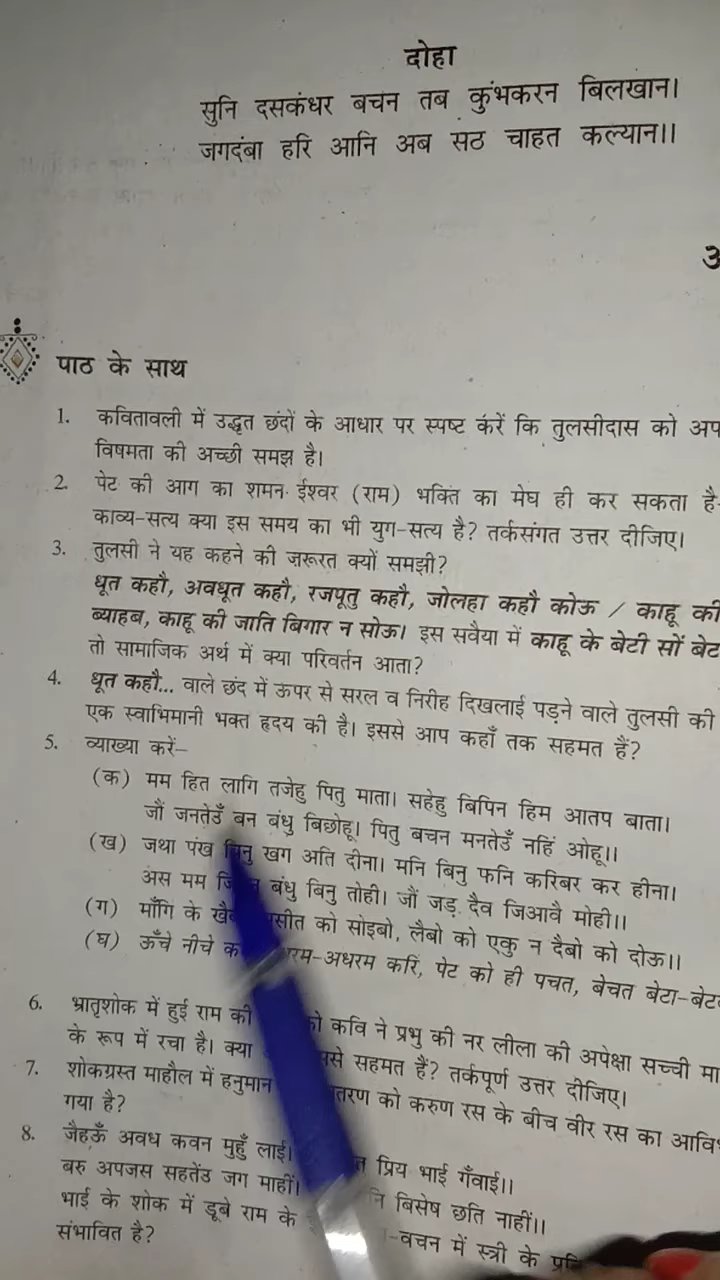 दोहा
सुनि दसकंधर बचन तब कुंभकरन बिलखान।
जगदंबा हरि आनि अब सठ चाहत कल्यान।।
पाठ के साथ
1. कवितावली में उद्धृत छंदों के आधार पर स्पष्ट करें कि तुलसीदास को अप
विषमता की अच्छी समझ है।
2. पेट की आग का शमन ईश्वर (राम) भक्ति का मेघ ही कर सकता है-
काव्य-सत्य क्या इस समय का भी युग-सत्य है? तर्कसंगत उत्तर दीजिए।
3. तुलसी ने यह कहने की ज़रूरत क्यों समझी?
धूत कहौ, अवधूत कहौ, रजपूतु कहौ, जोलहा कहौ कोऊ / काहू की
ब्याहब, काहू की जाति बिगार न सोऊ। इस सवैया में काहू के बेटी सों बेट
तो सामाजिक अर्थ में क्या परिवर्तन आता?
4. धूत कहौ... वाले छंद में ऊपर से सरल व निरीह दिखलाई पड़ने वाले तुलसी की
एक स्वाभिमानी भक्त हृदय की है। इससे आप कहाँ तक सहमत हैं?
5. व्याख्या करें–
(क) मम हित लागि तजेहु पितु माता। सहेहु बिपिन हिम आतप बाता।
जौं जनतेउँ बन बंधु बिछोहू। पितु बचन मनतेउँ नहिं ओहू।।
(ख) जथा पंख बिनु खग अति दीना। मनि बिनु फनि करिबर कर हीना।
अस मम बंधु बिनु तोही। जौं जड़ दैव जिआवै मोही।।
(ग) माँगि के खैबो, मसीत को सोइबो, लैबो को एकु न दैबो को दोऊ।।
(घ) ऊँचे नीचे धरम-अधरम करि, पेट को ही पचत, बेचत बेटा-बेट
6. भ्रातृशोक में हुई राम की को कवि ने प्रभु की नर लीला की अपेक्षा सच्ची मा
के रूप में रचा है। क्या सहमत हैं? तर्कपूर्ण उत्तर दीजिए।
7. शोकग्रस्त माहौल में हनुमान को करुण रस के बीच वीर रस का आवि
गया है?
8. जैहउँ अवध कवन मुहुँ लाई। प्रिय भाई गँवाई।।
बरु अपजस सहतेउ जग माहीं। बिसेष छति नाहीं।।
भाई के शोक में डूबे राम के -वचन में स्त्री के प्रति
संभावित है?